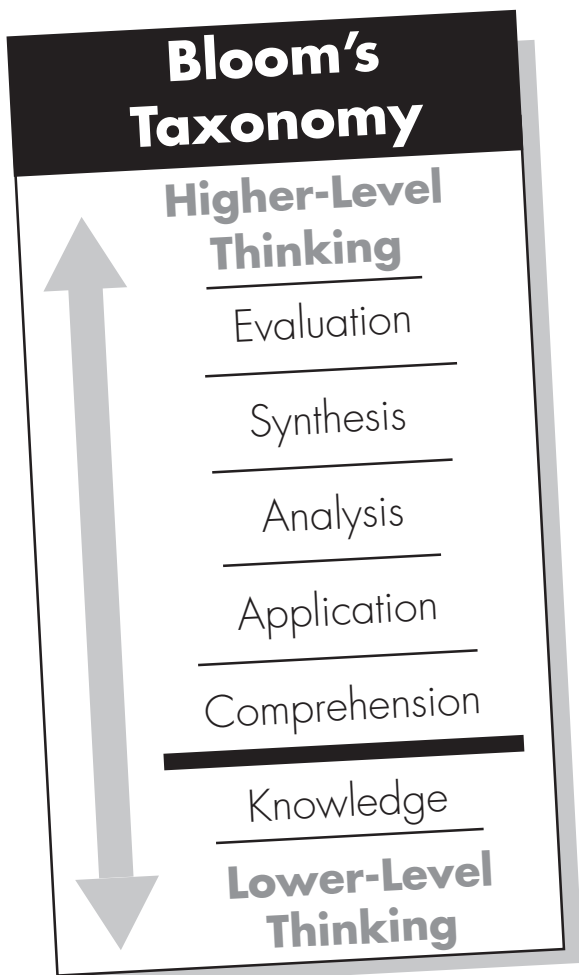 Bloom’s
Taxonomy
Higher-Level
Thinking
Evaluation
Synthesis
Analysis
Application
Comprehension
Knowledge
Lower-Level
Thinking